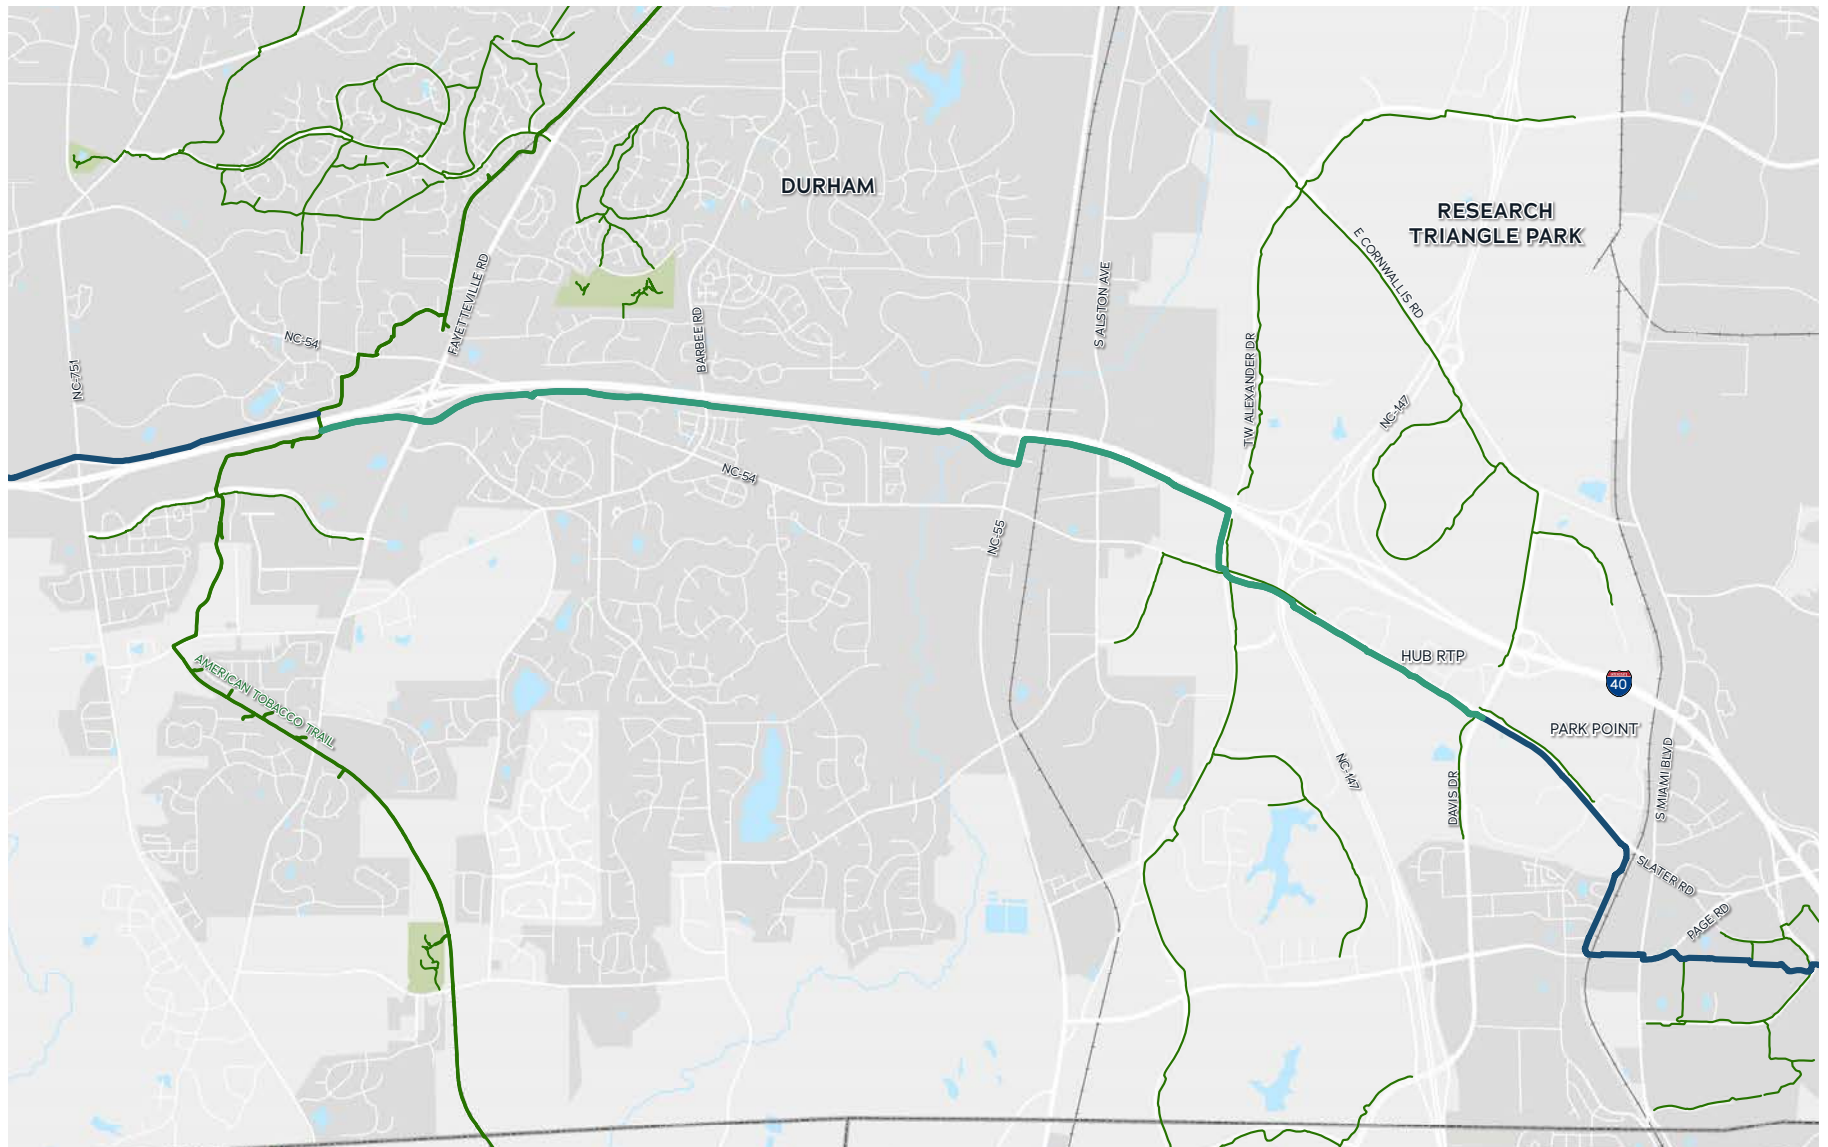 DURHAM
RESEARCH
TRIANGLE PARK
E CORNWALLIS RD
FAYETTEVILLE RD
S ALSTON AVE
BARBEE RD
NC-54
NC-751
TW ALEXANDER DR
NC-147
NC-54
NC-55
AMERICAN TOBACCO TRAIL
HUB RTP
40
PARK POINT
NC-147
DAVIS DR
S MIAMI BLVD
SLATER RD
PAGE RD